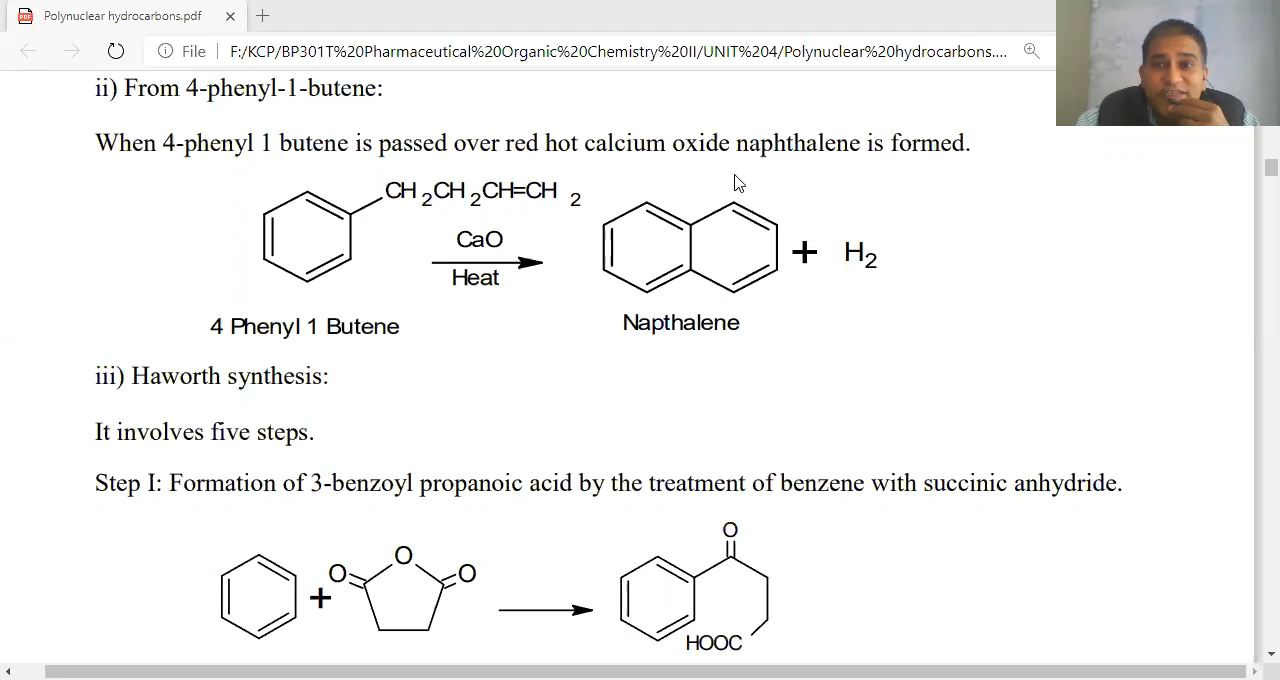 Polynuclear hydrocarbons.pdf
File F:/KCP/BP301T%20Pharmaceutical%20Organic%20Chemistry%20II/UNIT%204/Polynuclear%20hydrocarbons....
ii) From 4-phenyl-1-butene:
When 4-phenyl 1 butene is passed over red hot calcium oxide naphthalene is formed.
CH2CH2CH=CH2
CaO
Heat
+ H2
4 Phenyl 1 Butene
Napthalene
iii) Haworth synthesis:
It involves five steps.
Step I: Formation of 3-benzoyl propanoic acid by the treatment of benzene with succinic anhydride.
O
O
+ O O
HOOC